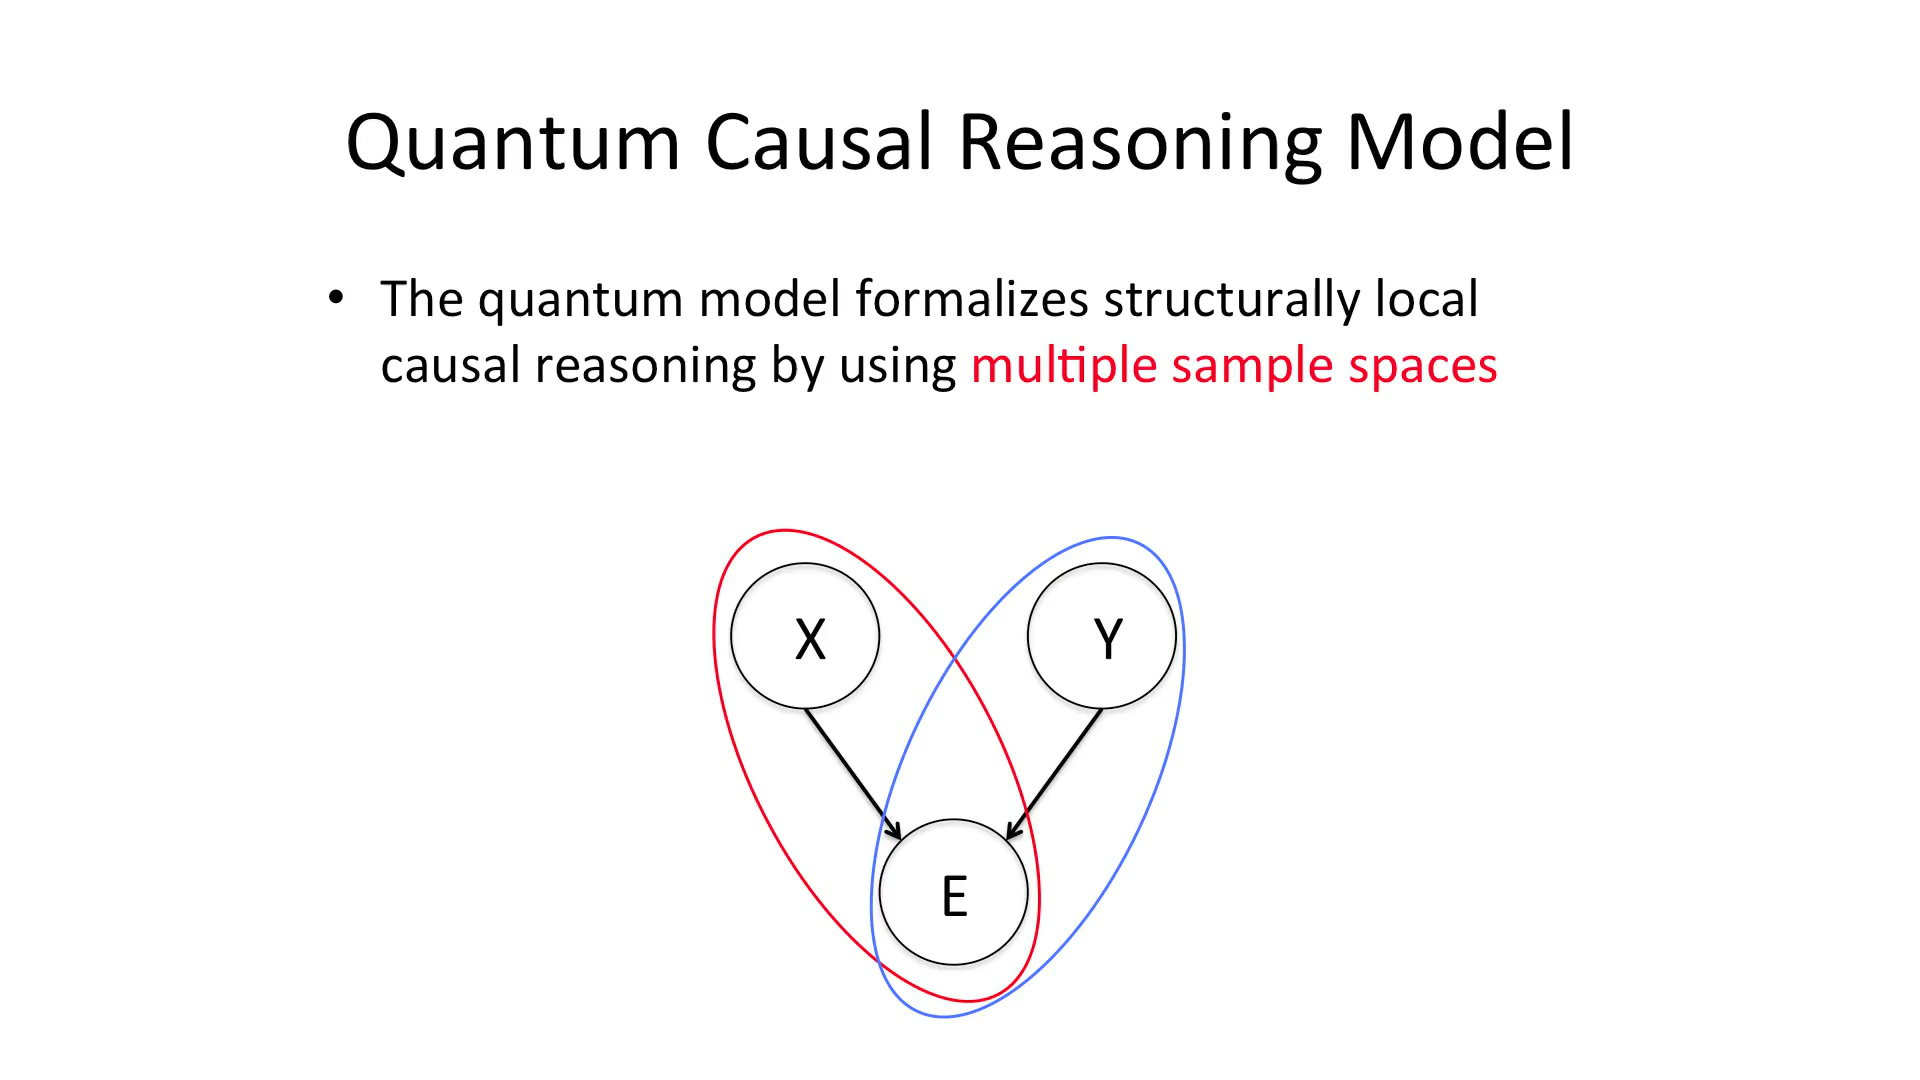 Quantum Causal Reasoning Model
• The quantum model formalizes structurally local
causal reasoning by using multiple sample spaces
X
Y
E